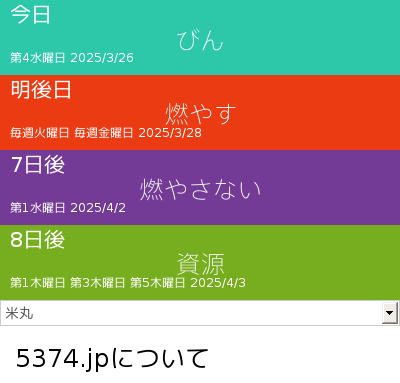 今日
びん
第4水曜日 2025/3/26
明後日
燃やす
毎週火曜日 毎週金曜日 2025/3/28
7日後
燃やさない
第1水曜日 2025/4/2
8日後
資源
第1木曜日 第3木曜日 第5木曜日 2025/4/3
米丸
5374.jpについて